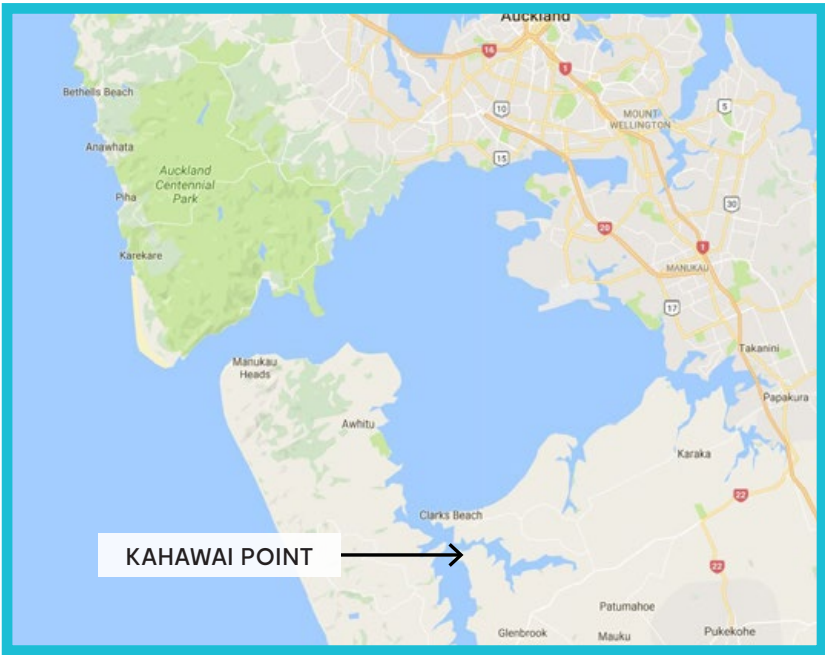 Auckland
16
1
Bethells Beach
10
5
MOUNT
WELLINGTON
Anawhata
15
Auckland
Centennial
Park
Piha
30
20
Karekare
1
MANUKAU
17
Takanini
Manukau
Heads
Papakura
Awhitu
Karaka
22
Clarks Beach
KAHAWAI POINT
22
Patumahoe
Glenbrook
Mauku
Pukekohe